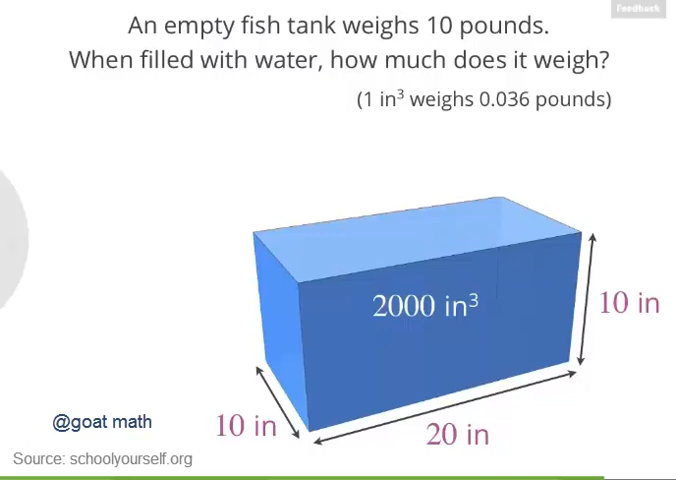 Feedback
An empty fish tank weighs 10 pounds.
When filled with water, how much does it weigh?
(1 in³ weighs 0.036 pounds)
2000 in³
10 in
10 in
20 in
@goat math
Source: schoolyourself.org